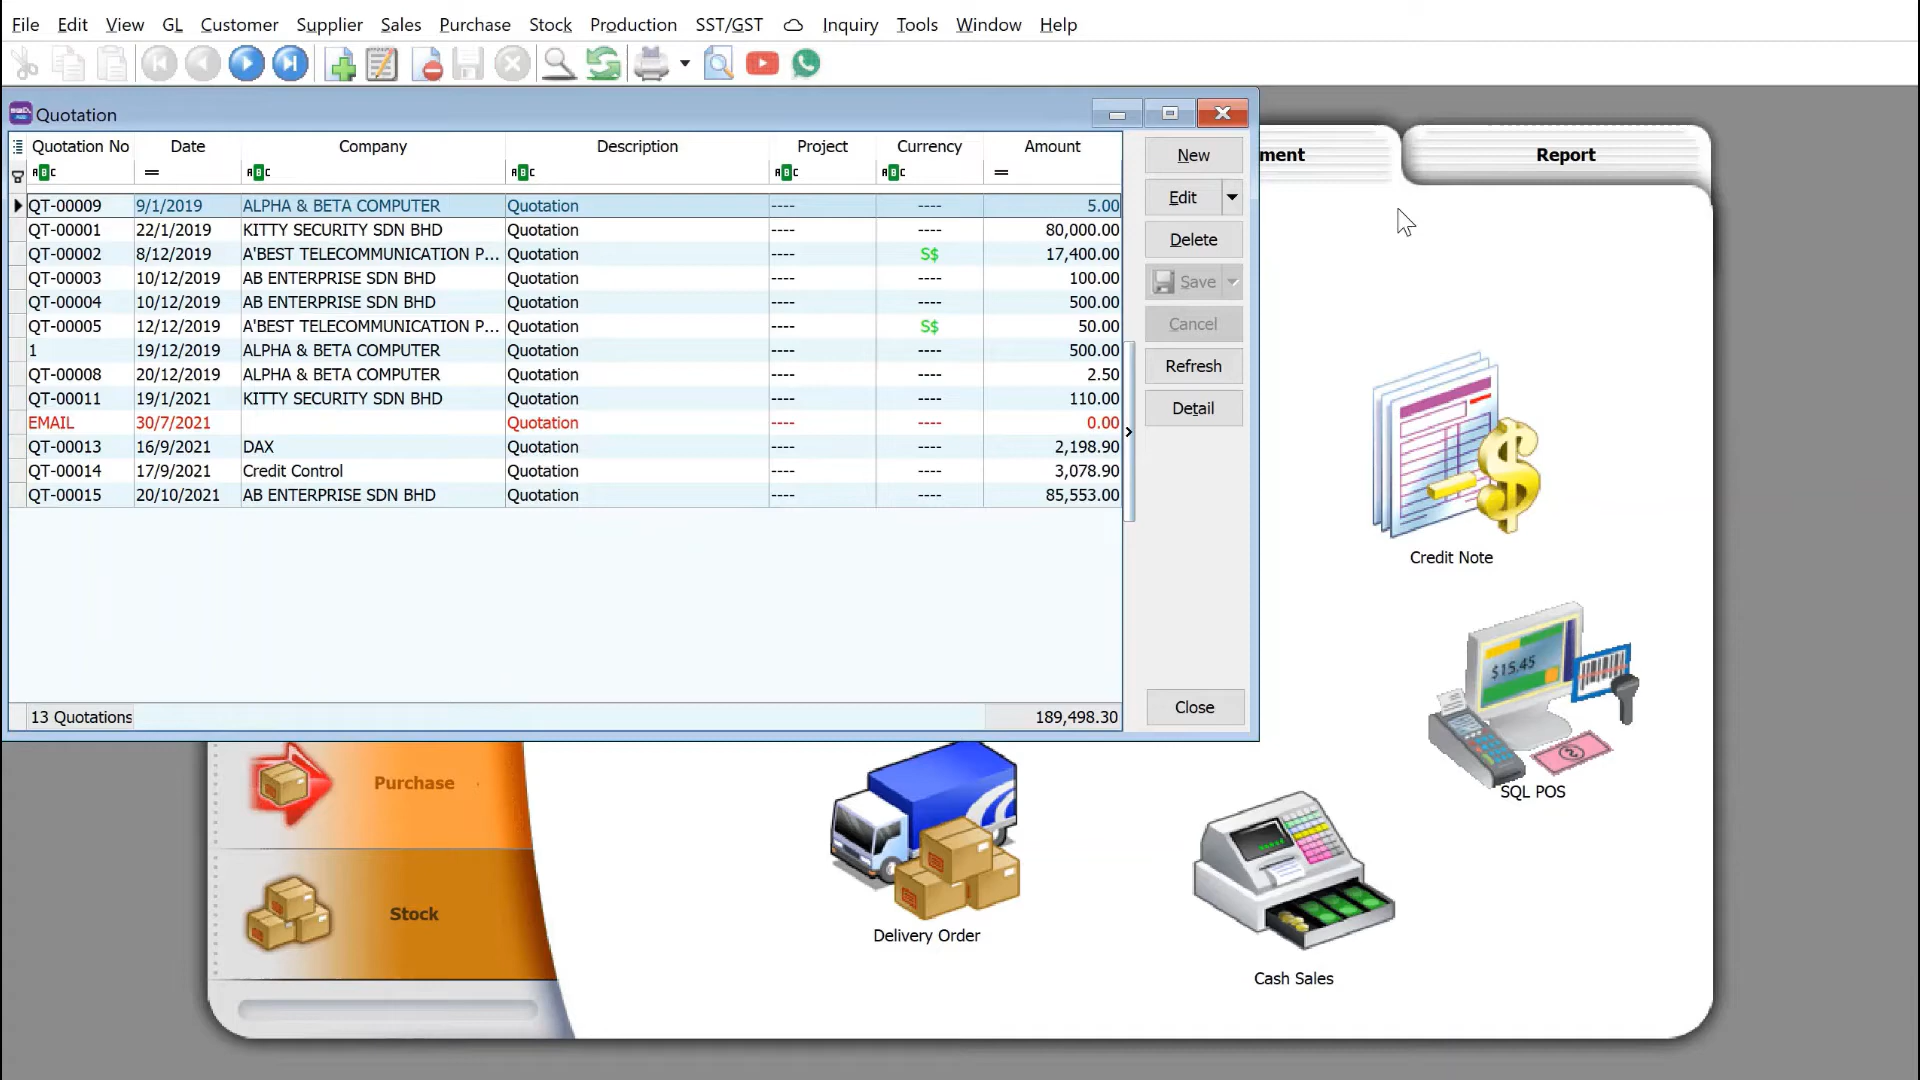 File Edit View GL Customer Supplier Sales Purchase Stock Production SST/GST Inquiry Tools Window Help
Quotation
Quotation No Date Company Description Project Currency Amount
ABC = ABC ABC ABC ABC =
QT-00009 9/1/2019 ALPHA & BETA COMPUTER Quotation ---- ---- 5.00
QT-00001 22/1/2019 KITTY SECURITY SDN BHD Quotation ---- ---- 80,000.00
QT-00002 8/12/2019 A'BEST TELECOMMUNICATION P... Quotation ---- S$ 17,400.00
QT-00003 10/12/2019 AB ENTERPRISE SDN BHD Quotation ---- ---- 100.00
QT-00004 10/12/2019 AB ENTERPRISE SDN BHD Quotation ---- ---- 500.00
QT-00005 12/12/2019 A'BEST TELECOMMUNICATION P... Quotation ---- S$ 50.00
1 19/12/2019 ALPHA & BETA COMPUTER Quotation ---- ---- 500.00
QT-00008 20/12/2019 ALPHA & BETA COMPUTER Quotation ---- ---- 2.50
QT-00011 19/1/2021 KITTY SECURITY SDN BHD Quotation ---- ---- 110.00
EMAIL 30/7/2021 Quotation ---- ---- 0.00
QT-00013 16/9/2021 DAX Quotation ---- ---- 2,198.90
QT-00014 17/9/2021 Credit Control Quotation ---- ---- 3,078.90
QT-00015 20/10/2021 AB ENTERPRISE SDN BHD Quotation ---- ---- 85,553.00
13 Quotations 189,498.30
New
Edit
Delete
Save
Cancel
Refresh
Detail
Close
ment
Report
Credit Note
$15.45
SQL POS
Purchase
Stock
Delivery Order
Cash Sales